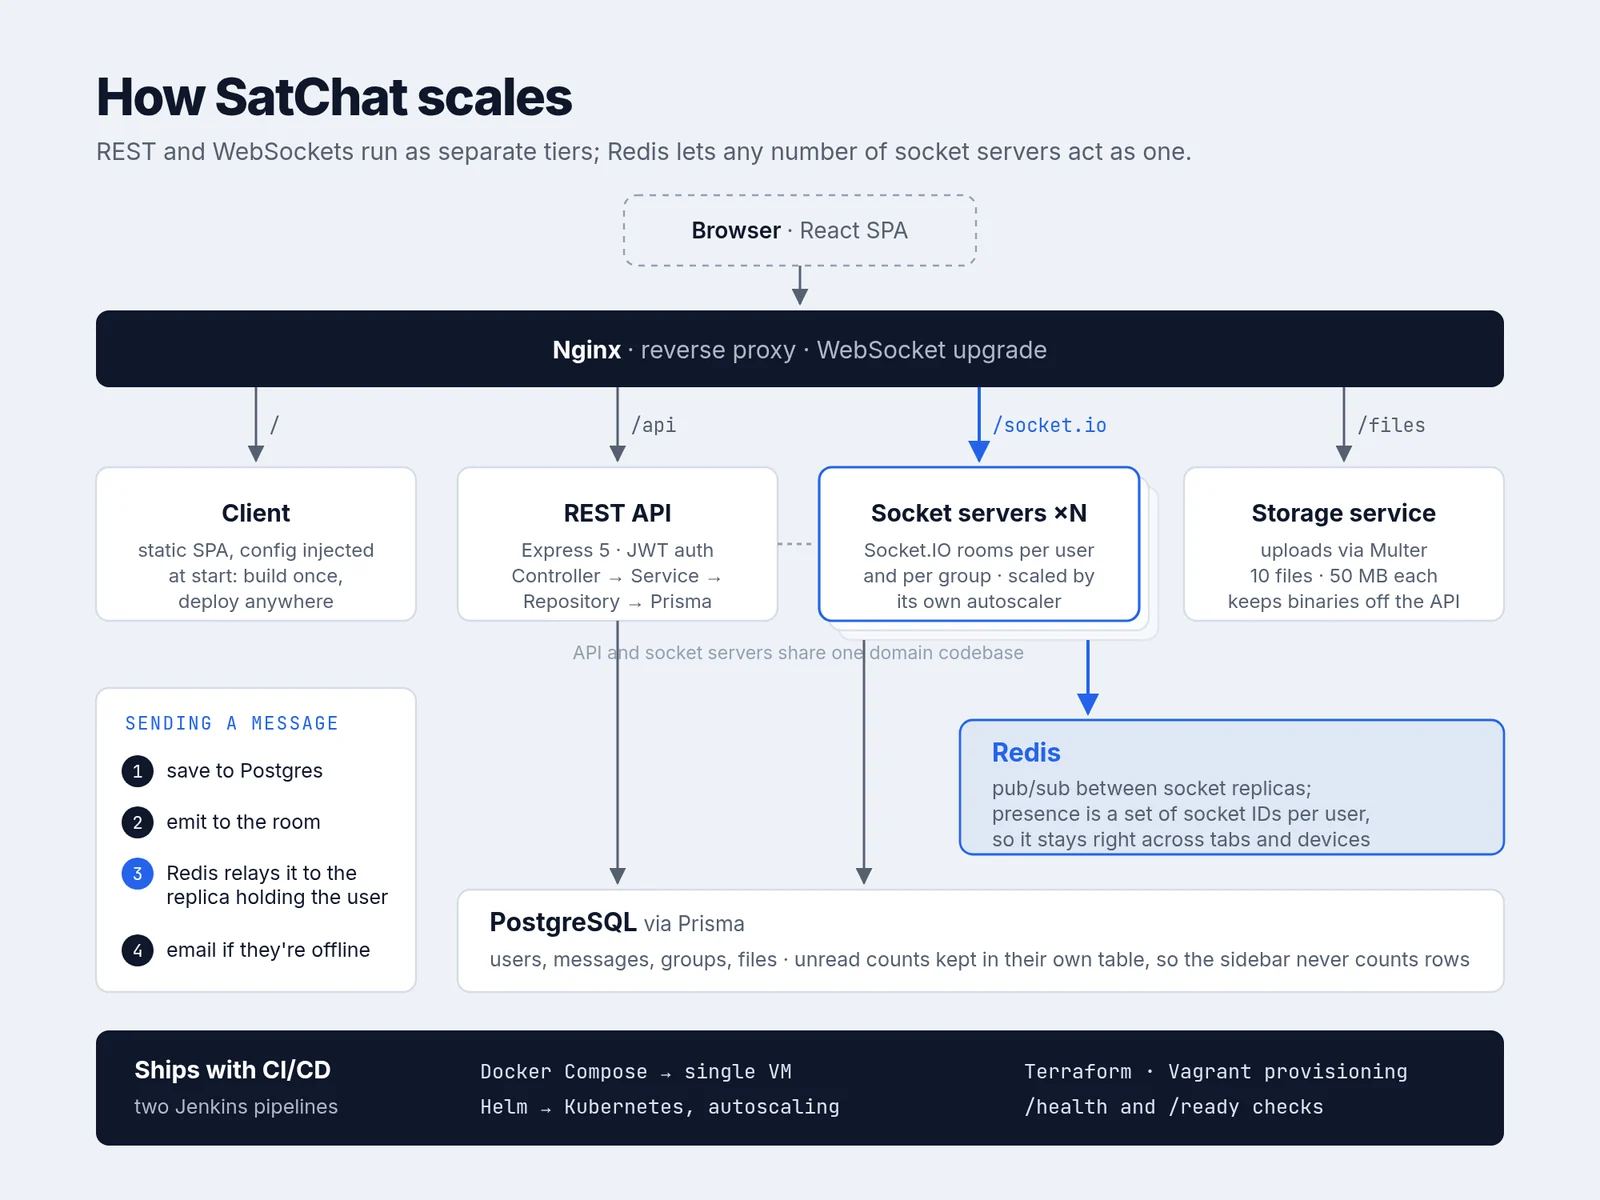 How SatChat scales
REST and WebSockets run as separate tiers; Redis lets any number of socket servers act as one.
Browser · React SPA
Nginx · reverse proxy · WebSocket upgrade
/
/api
/socket.io
/files
Client
static SPA, config injected
at start: build once,
deploy anywhere
REST API
Express 5 · JWT auth
Controller → Service →
Repository → Prisma
Socket servers ×N
Socket.IO rooms per user
and per group · scaled by
its own autoscaler
Storage service
uploads via Multer
10 files · 50 MB each
keeps binaries off the API
API and socket servers share one domain codebase
SENDING A MESSAGE
1 save to Postgres
2 emit to the room
3 Redis relays it to the
replica holding the user
4 email if they're offline
Redis
pub/sub between socket replicas;
presence is a set of socket IDs per user,
so it stays right across tabs and devices
PostgreSQL via Prisma
users, messages, groups, files · unread counts kept in their own table, so the sidebar never counts rows
Ships with CI/CD
two Jenkins pipelines
Docker Compose → single VM
Helm → Kubernetes, autoscaling
Terraform · Vagrant provisioning
/health and /ready checks